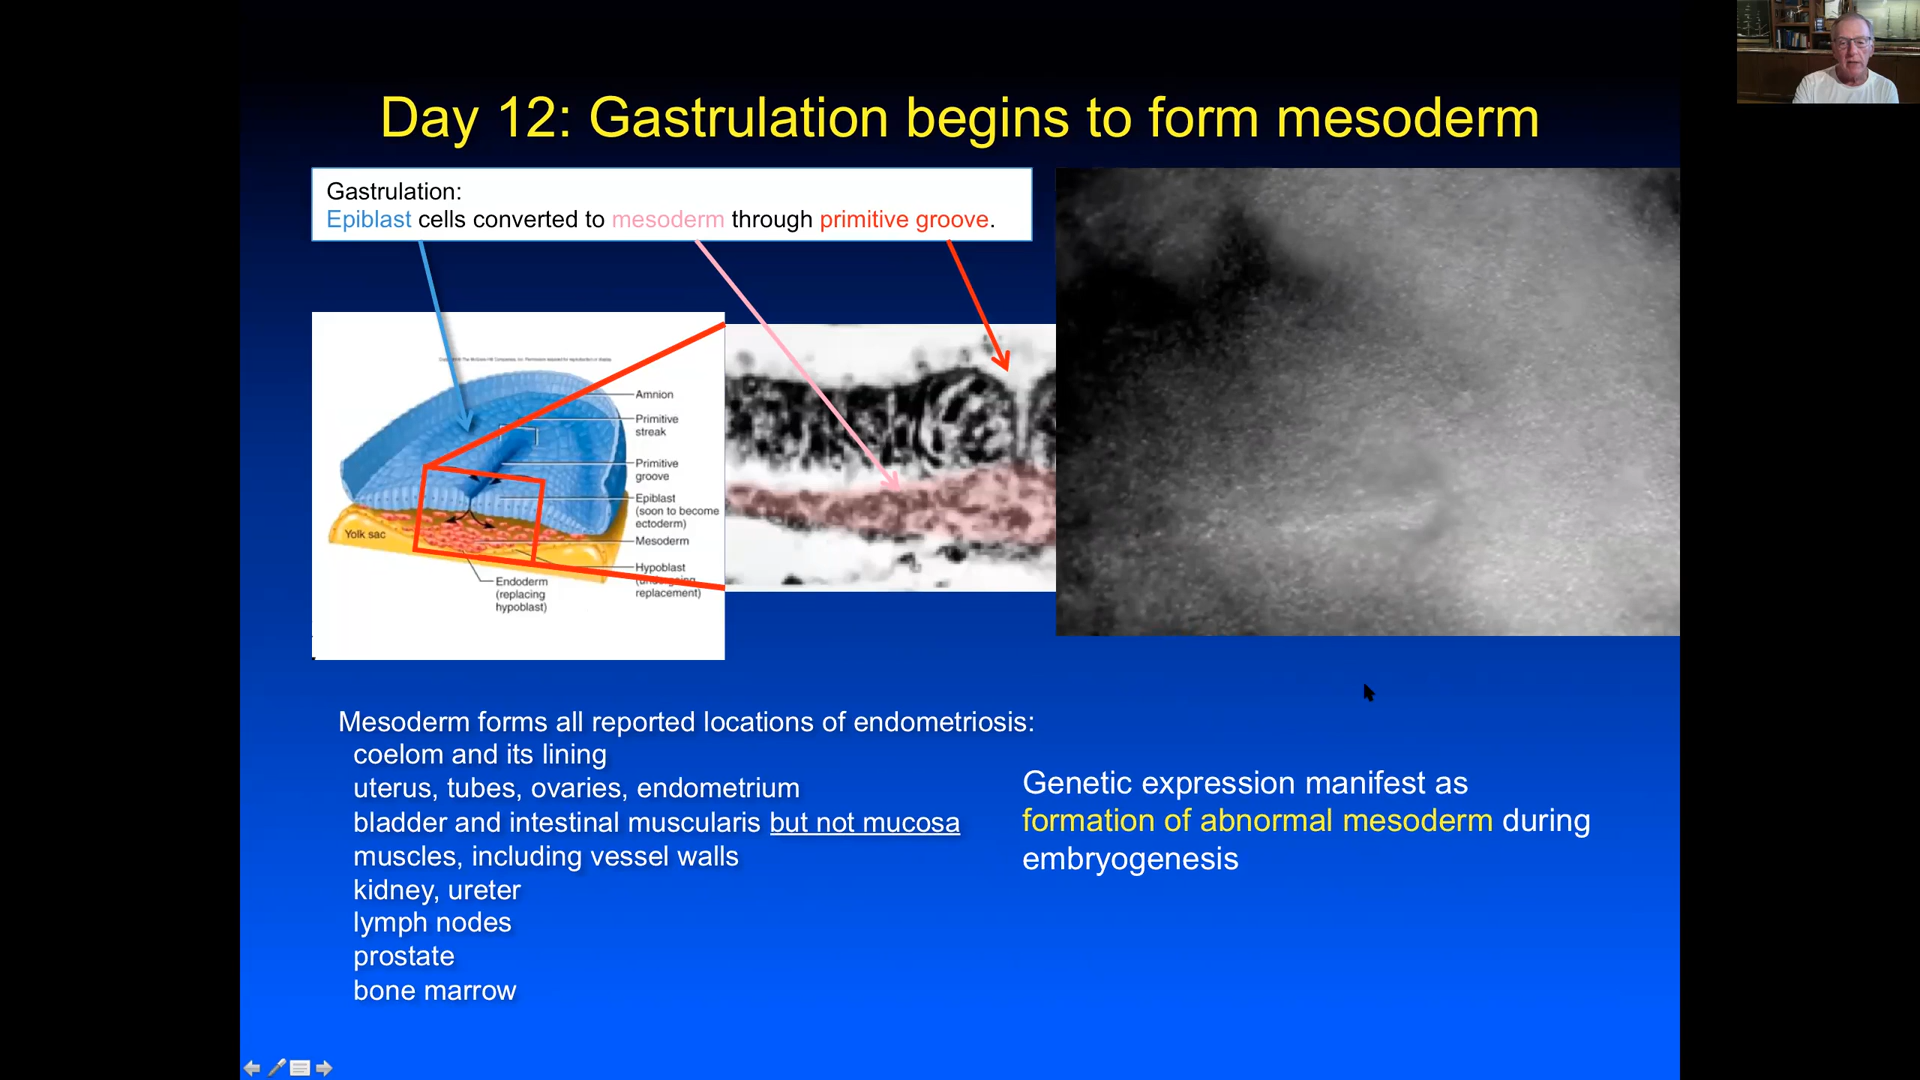 Day 12: Gastrulation begins to form mesoderm
Gastrulation:
Epiblast cells converted to mesoderm through primitive groove.
Amnion
Primitive
streak
Primitive
groove
Epiblast
(soon to become
ectoderm)
Mesoderm
Hypoblast
(undergoing
replacement)
Yolk sac
Endoderm
(replacing
hypoblast)
Mesoderm forms all reported locations of endometriosis:
coelom and its lining
uterus, tubes, ovaries, endometrium
bladder and intestinal muscularis but not mucosa
muscles, including vessel walls
kidney, ureter
lymph nodes
prostate
bone marrow
Genetic expression manifest as
formation of abnormal mesoderm during
embryogenesis